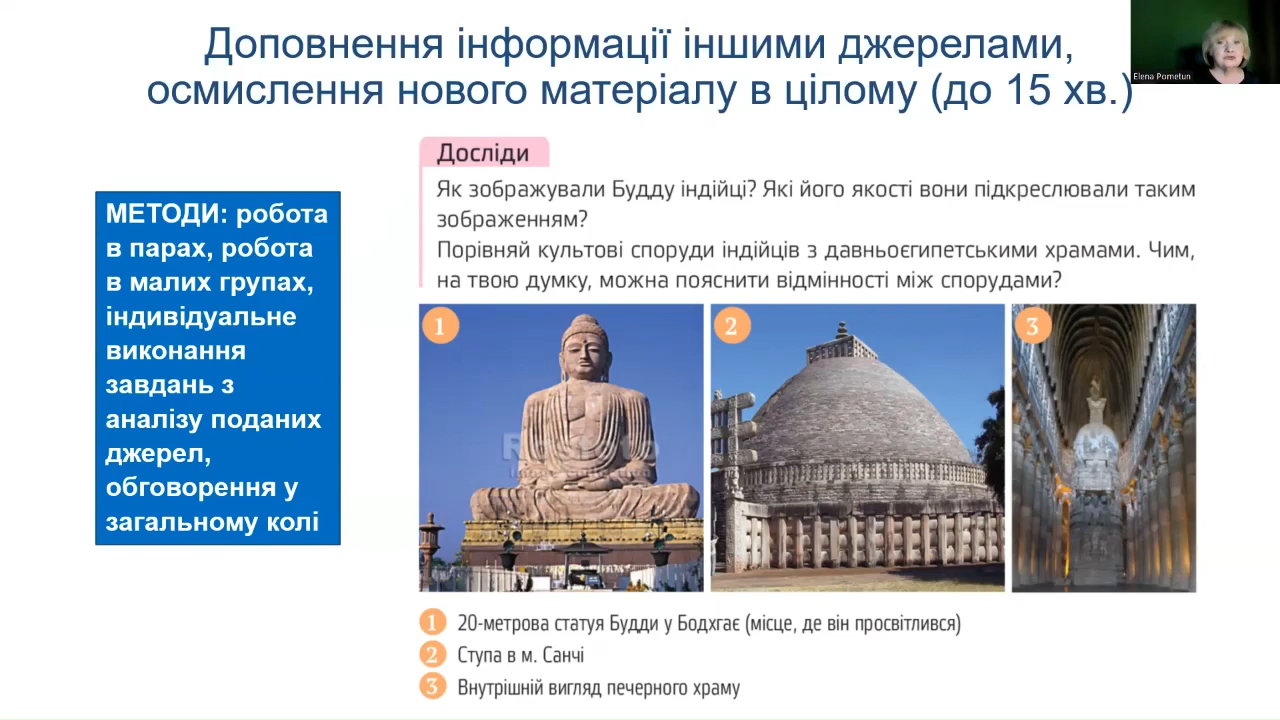 Доповнення інформації іншими джерелами,
осмислення нового матеріалу в цілому (до 15 хв.)
Elena Pometun
МЕТОДИ: робота
в парах, робота
в малих групах,
індивідуальне
виконання
завдань з
аналізу поданих
джерел,
обговорення у
загальному колі
Досліди
Як зображували Будду індійці? Які його якості вони підкреслювали таким
зображенням?
Порівняй культові споруди індійців з давньоєгипетськими храмами. Чим,
на твою думку, можна пояснити відмінності між спорудами?
1
2
3
1 20-метрова статуя Будди у Бодхгає (місце, де він просвітлився)
2 Ступа в м. Санчі
3 Внутрішній вигляд печерного храму